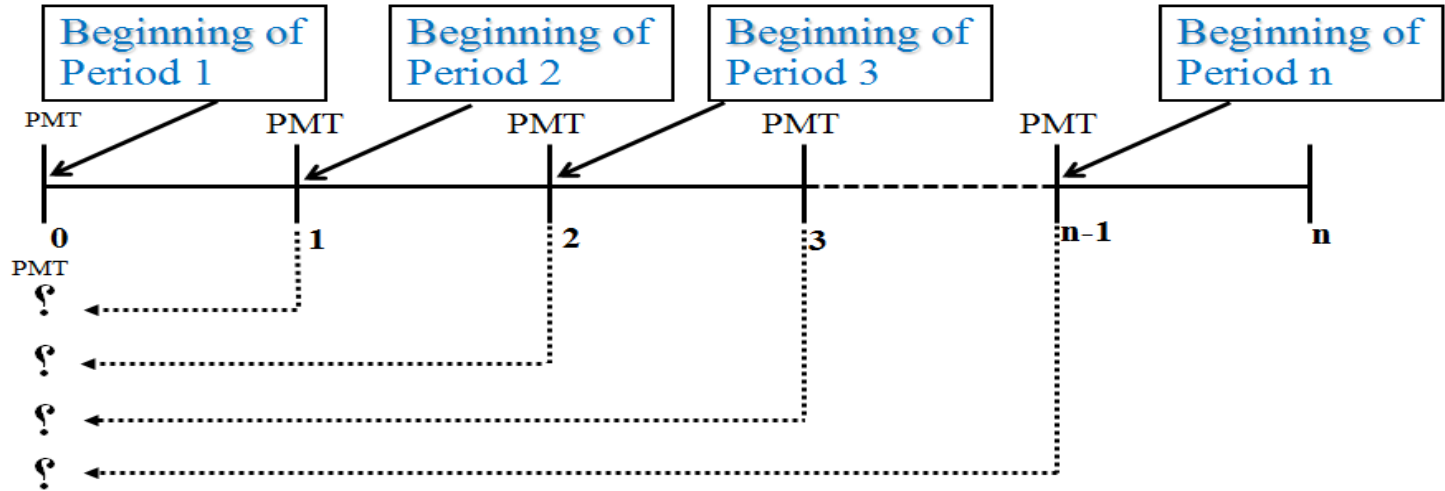 Beginning of
Period 1
Beginning of
Period 2
Beginning of
Period 3
Beginning of
Period n
PMT PMT PMT PMT PMT
0 1 2 3 n-1 n
PMT
؟
؟
؟
؟